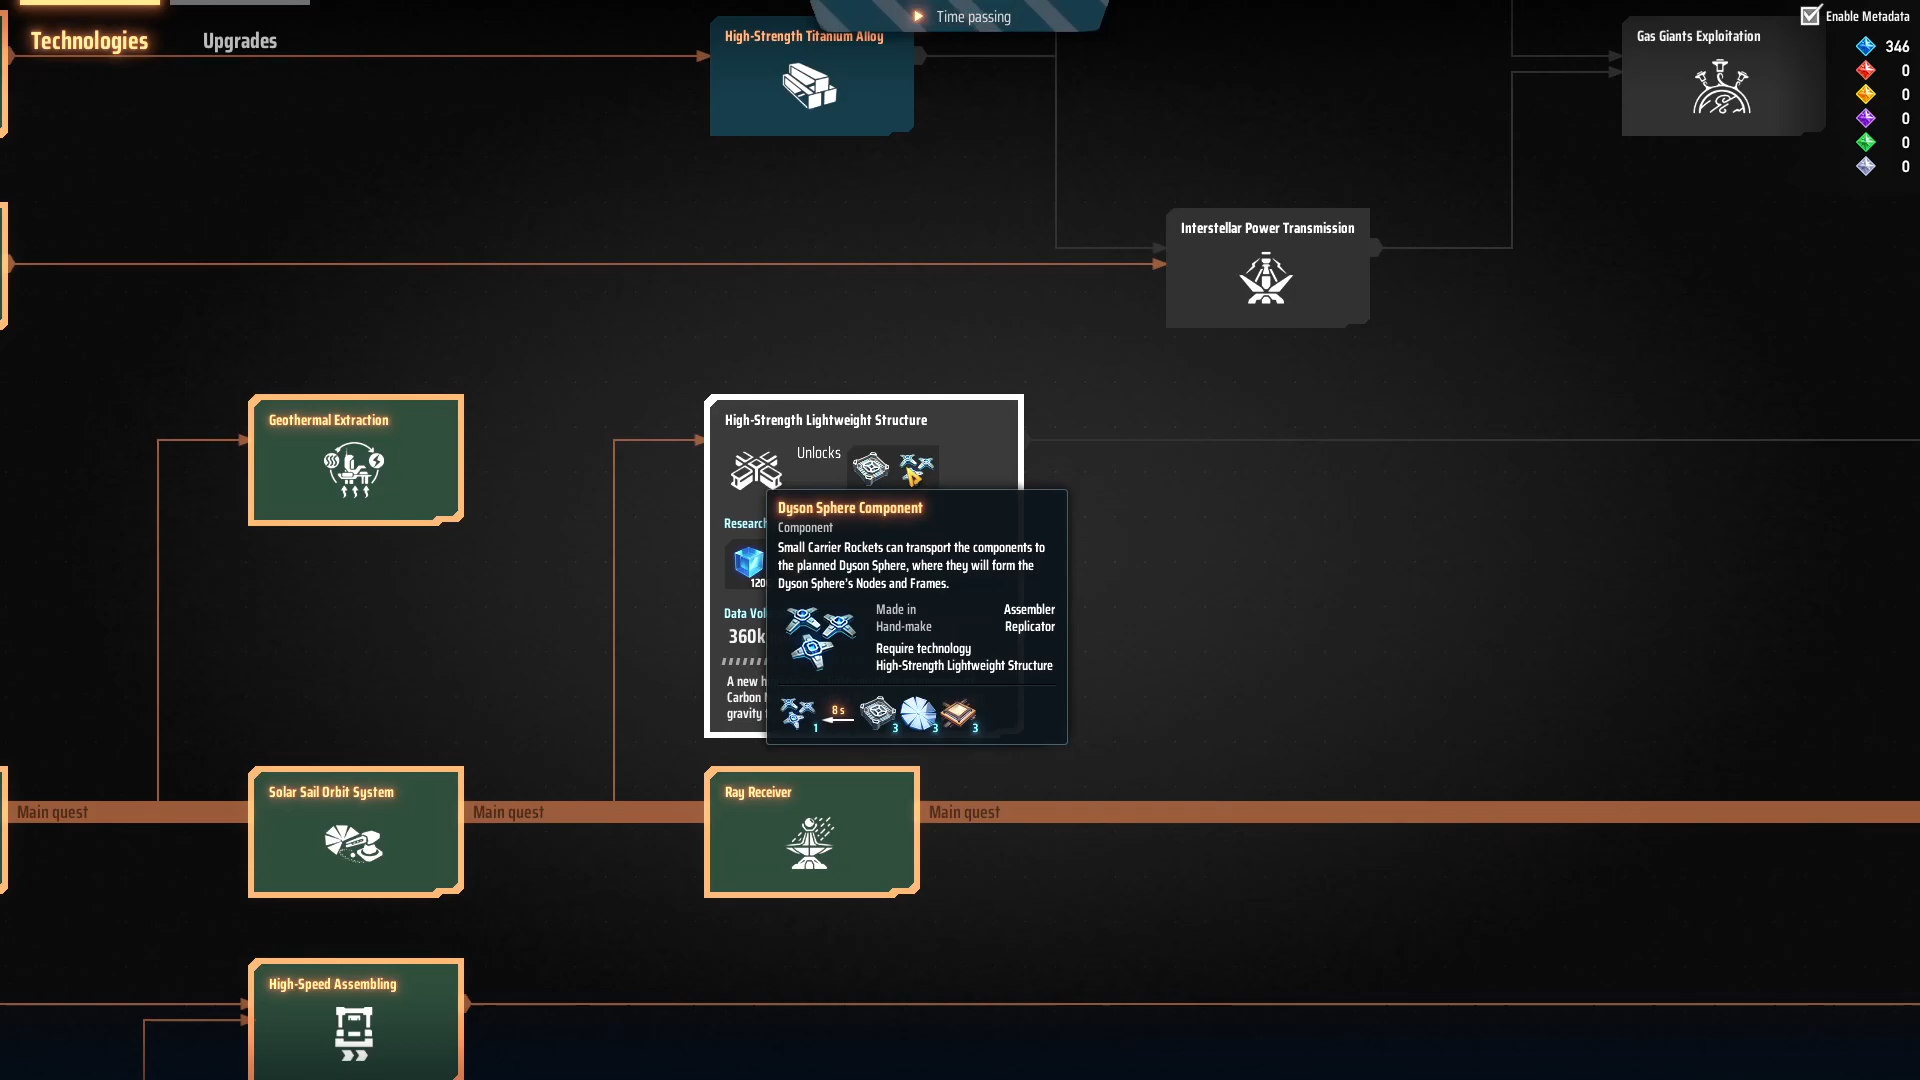 Technologies
Upgrades
Time passing
Enable Metadata
346
0
0
0
0
0
High-Strength Titanium Alloy
Gas Giants Exploitation
Interstellar Power Transmission
Geothermal Extraction
High-Strength Lightweight Structure
Unlocks
Research
120
Data Vol
360k
A new h
Carbon
gravity
Dyson Sphere Component
Component
Small Carrier Rockets can transport the components to
the planned Dyson Sphere, where they will form the
Dyson Sphere's Nodes and Frames.
Made in Assembler
Hand-make Replicator
Require technology
High-Strength Lightweight Structure
8 s
1 3 3 3
Solar Sail Orbit System
Ray Receiver
Main quest
Main quest
Main quest
High-Speed Assembling